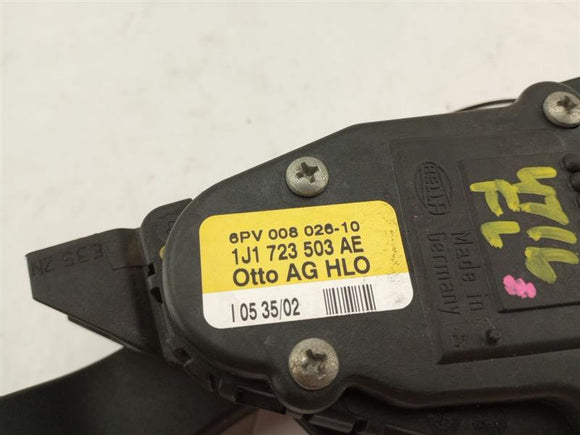 6PV 008 026-10
1J1 723 503 AE
Otto AG HLO
I 05 35/02
HELLA
Made in
Germany